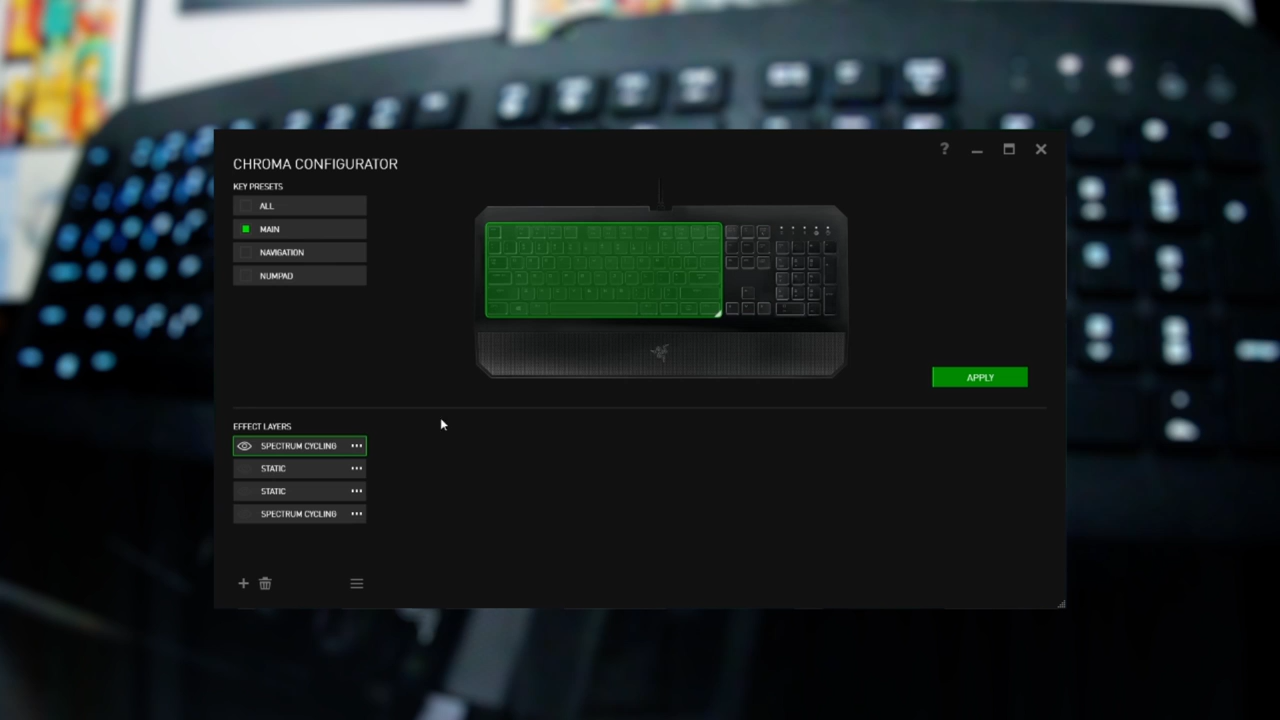 ?
CHROMA CONFIGURATOR
KEY PRESETS
ALL
MAIN
NAVIGATION
NUMPAD
APPLY
EFFECT LAYERS
SPECTRUM CYCLING
STATIC
STATIC
SPECTRUM CYCLING